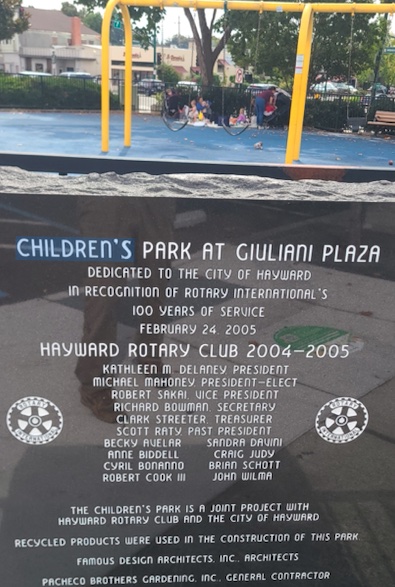 CHILDREN'S PARK AT GIULIANI PLAZA
DEDICATED TO THE CITY OF HAYWARD
IN RECOGNITION OF ROTARY INTERNATIONAL'S
100 YEARS OF SERVICE
FEBRUARY 24, 2005
HAYWARD ROTARY CLUB 2004-2005
KATHLEEN M. DELANEY PRESIDENT
MICHAEL MAHONEY PRESIDENT-ELECT
ROBERT SAKAI, VICE PRESIDENT
RICHARD BOWMAN, SECRETARY
CLARK STREETER, TREASURER
SCOTT RATY PAST PRESIDENT
BECKY AVELAR SANDRA DAVINI
ANNE BIDDELL CRAIG JUDY
CYRIL BONANNO BRIAN SCHOTT
ROBERT COOK III JOHN WILMA
ROTARY INTERNATIONAL
ROTARY INTERNATIONAL
THE CHILDREN'S PARK IS A JOINT PROJECT WITH
HAYWARD ROTARY CLUB AND THE CITY OF HAYWARD
RECYCLED PRODUCTS WERE USED IN THE CONSTRUCTION OF THIS PARK.
FAMOUS DESIGN ARCHITECTS, INC., ARCHITECTS
PACHECO BROTHERS GARDENING, INC., GENERAL CONTRACTOR